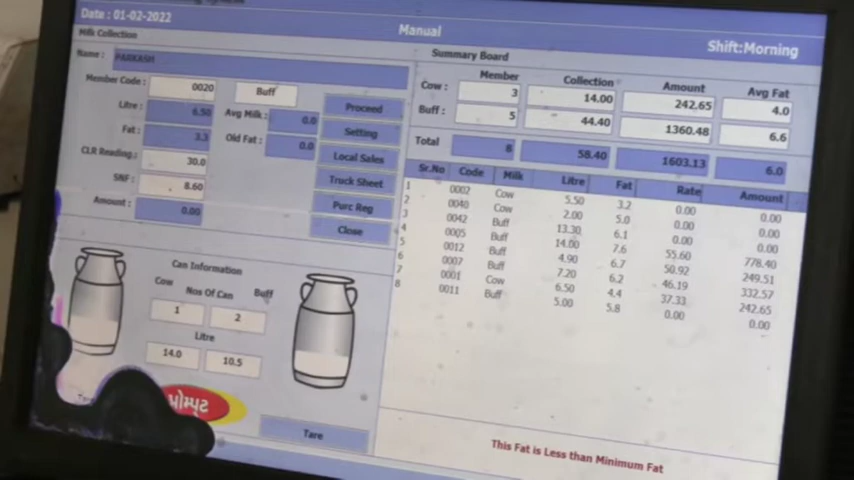 Date : 01-02-2022
Manual
Shift:Morning
Milk Collection
Name : PARKASH
Member Code : 0020 Buff
Litre : 6.50 Avg Milk : 0.0
Fat : 3.3 Old Fat : 0.0
CLR Reading: 30.0
SNF: 8.60
Amount : 0.00
Proceed
Setting
Local Sales
Truck Sheet
Purc Reg
Close
Summary Board
Member Collection Amount Avg Fat
Cow : 3 14.00 242.65 4.0
Buff : 5 44.40 1360.48 6.6
Total 8 58.40 1603.13 6.0
Sr.No Code Milk Litre Fat Rate Amount
1 0002 Cow 5.50 3.2 0.00 0.00
2 0040 Cow 2.00 5.0 0.00 0.00
3 0042 Buff 13.30 6.1 0.00 0.00
4 0005 Buff 14.00 7.6 55.60 778.40
5 0012 Buff 4.90 6.7 50.92 249.51
6 0007 Buff 7.20 6.2 46.19 332.57
7 0001 Cow 6.50 4.4 37.33 242.65
8 0011 Buff 5.00 5.8 0.00 0.00
Can Information
Cow Nos Of Can Buff
1 2
Litre
14.0 10.5
Tare
This Fat is Less than Minimum Fat